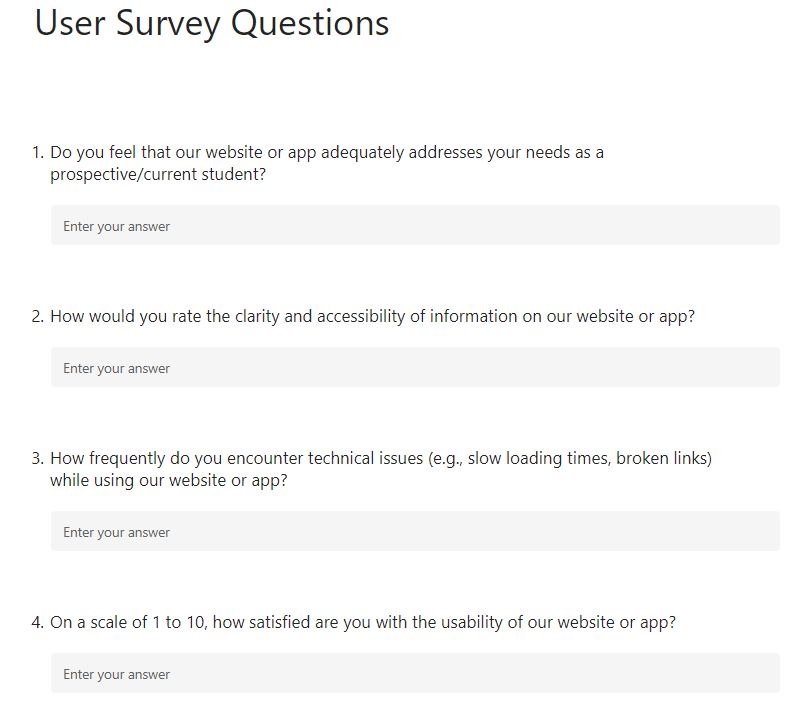 User Survey Questions
1. Do you feel that our website or app adequately addresses your needs as a
prospective/current student?
Enter your answer
2. How would you rate the clarity and accessibility of information on our website or app?
Enter your answer
3. How frequently do you encounter technical issues (e.g., slow loading times, broken links)
while using our website or app?
Enter your answer
4. On a scale of 1 to 10, how satisfied are you with the usability of our website or app?
Enter your answer